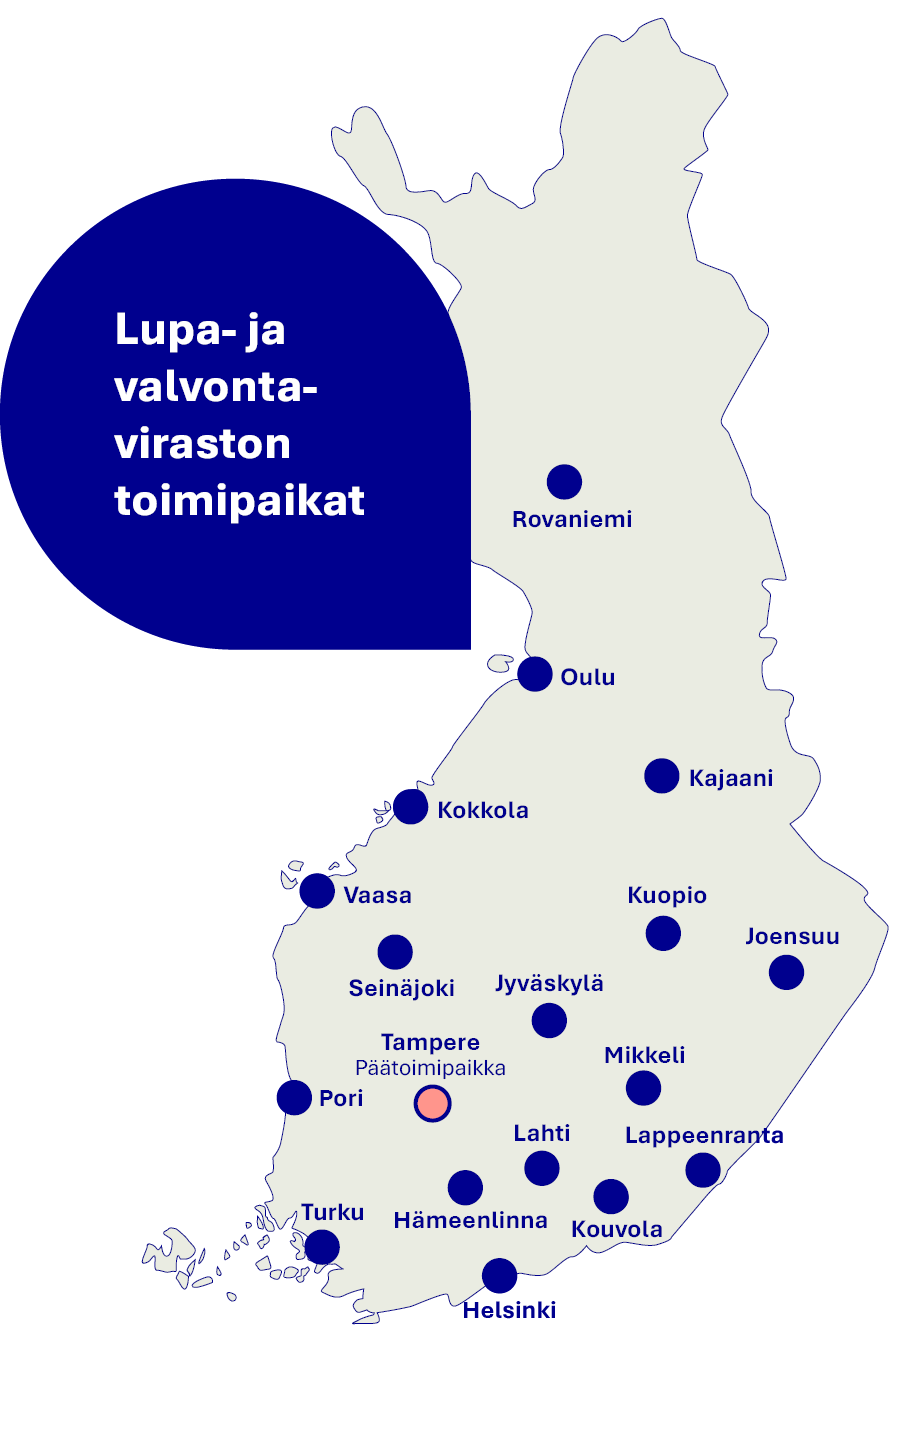 Lupa- ja
valvonta-
viraston
toimipaikat
Rovaniemi
Oulu
Kajaani
Kokkola
Vaasa
Kuopio
Joensuu
Seinäjoki
Jyväskylä
Tampere
Päätoimipaikka
Mikkeli
Pori
Lahti
Lappeenranta
Turku
Hämeenlinna
Kouvola
Helsinki